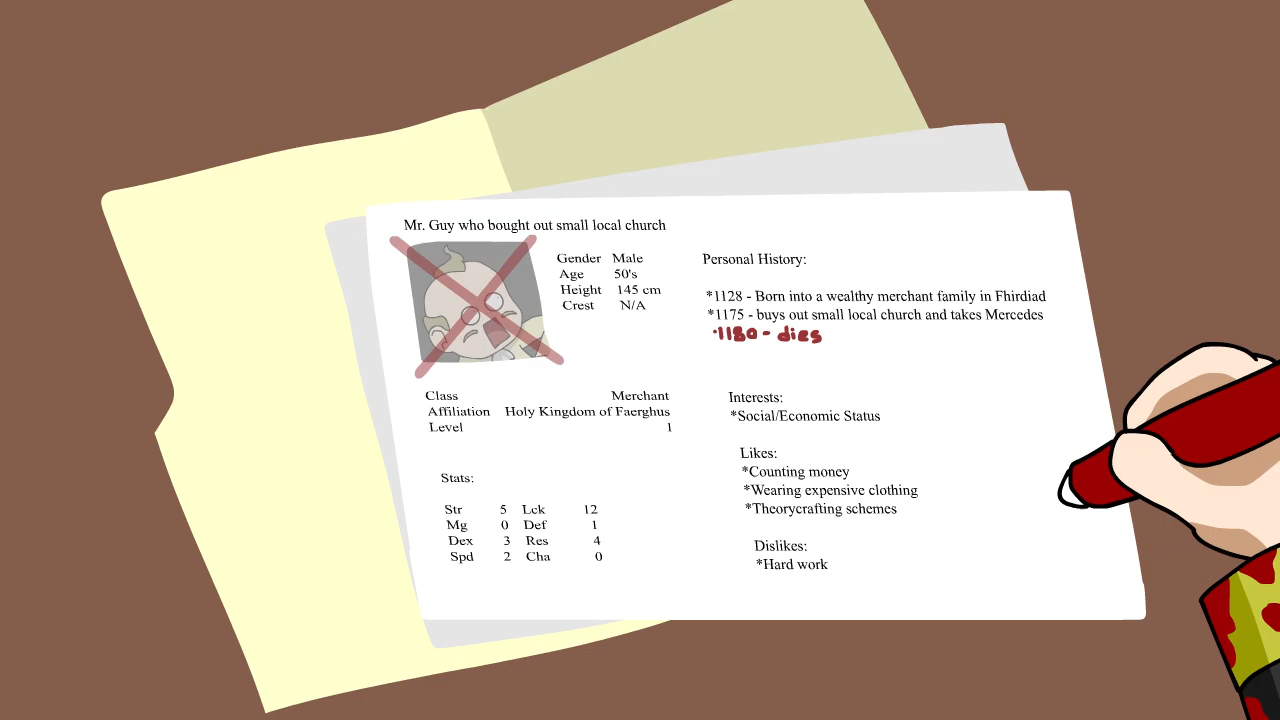 Mr. Guy who bought out small local church
Gender Male
Age 50's
Height 145 cm
Crest N/A
Class Merchant
Affiliation Holy Kingdom of Faerghus
Level 1
Stats:
Str 5 Lck 12
Mg 0 Def 1
Dex 3 Res 4
Spd 2 Cha 0
Personal History:
*1128 - Born into a wealthy merchant family in Fhirdiad
*1175 - buys out small local church and takes Mercedes
·1180 - dies
Interests:
*Social/Economic Status
Likes:
*Counting money
*Wearing expensive clothing
*Theorycrafting schemes
Dislikes:
*Hard work